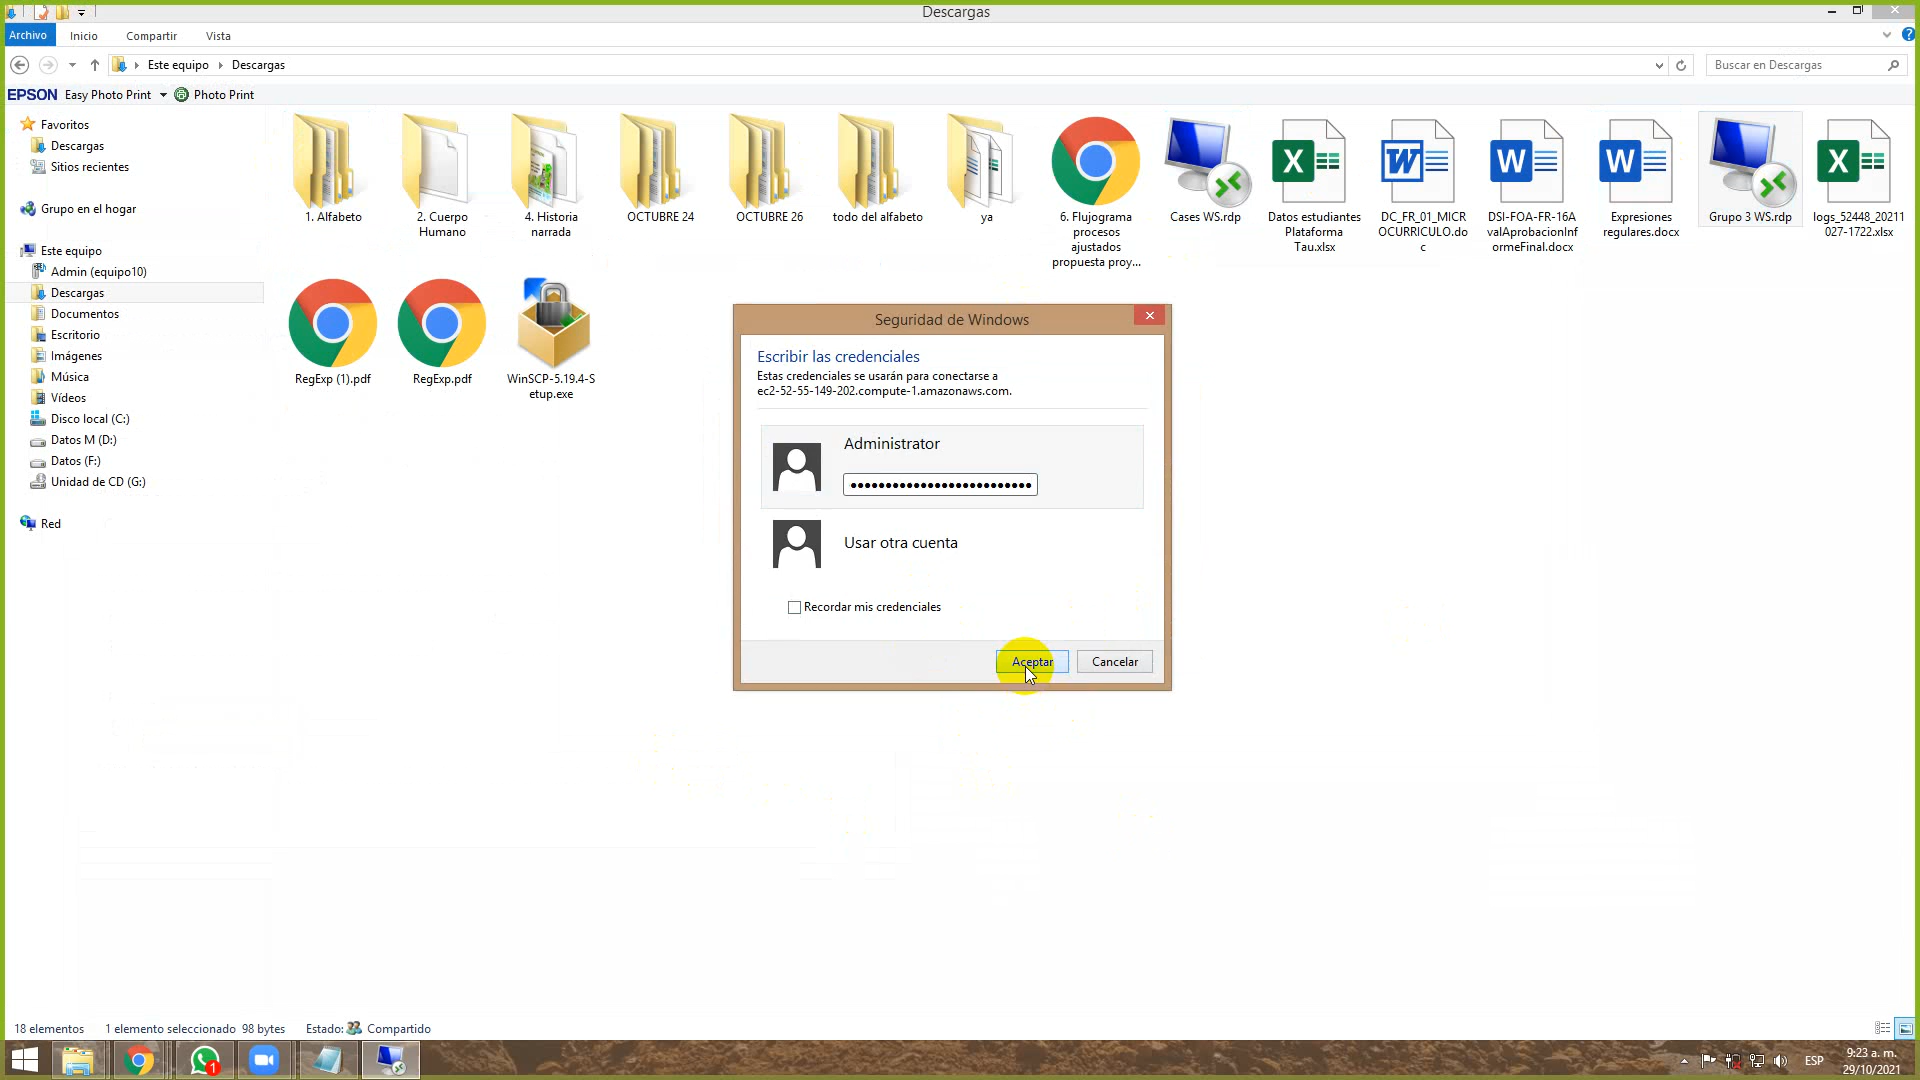 Descargas
Archivo
Inicio
Compartir
Vista
Este equipo
Descargas
Buscar en Descargas
EPSON
Easy Photo Print
Photo Print
Favoritos
Descargas
Sitios recientes
Grupo en el hogar
Este equipo
Admin (equipo10)
Descargas
Documentos
Escritorio
Imágenes
Música
Vídeos
Disco local (C:)
Datos M (D:)
Datos (F:)
Unidad de CD (G:)
Red
1. Alfabeto
2. Cuerpo
Humano
4. Historia
narrada
OCTUBRE 24
OCTUBRE 26
todo del alfabeto
ya
6. Flujograma
procesos
ajustados
propuesta proy...
Cases WS.rdp
Datos estudiantes
Plataforma
Tau.xlsx
DC_FR_01_MICR
OCURRICULO.do
c
DSI-FOA-FR-16A
valAprobacionInf
ormeFinal.docx
Expresiones
regulares.docx
Grupo 3 WS.rdp
logs_52448_20211
027-1722.xlsx
RegExp (1).pdf
RegExp.pdf
WinSCP-5.19.4-S
etup.exe
Seguridad de Windows
Escribir las credenciales
Estas credenciales se usarán para conectarse a
ec2-52-55-149-202.compute-1.amazonaws.com.
Administrator
Usar otra cuenta
Recordar mis credenciales
Aceptar
Cancelar
18 elementos
1 elemento seleccionado 98 bytes
Estado:
Compartido
1
ESP
9:23 a. m.
29/10/2021